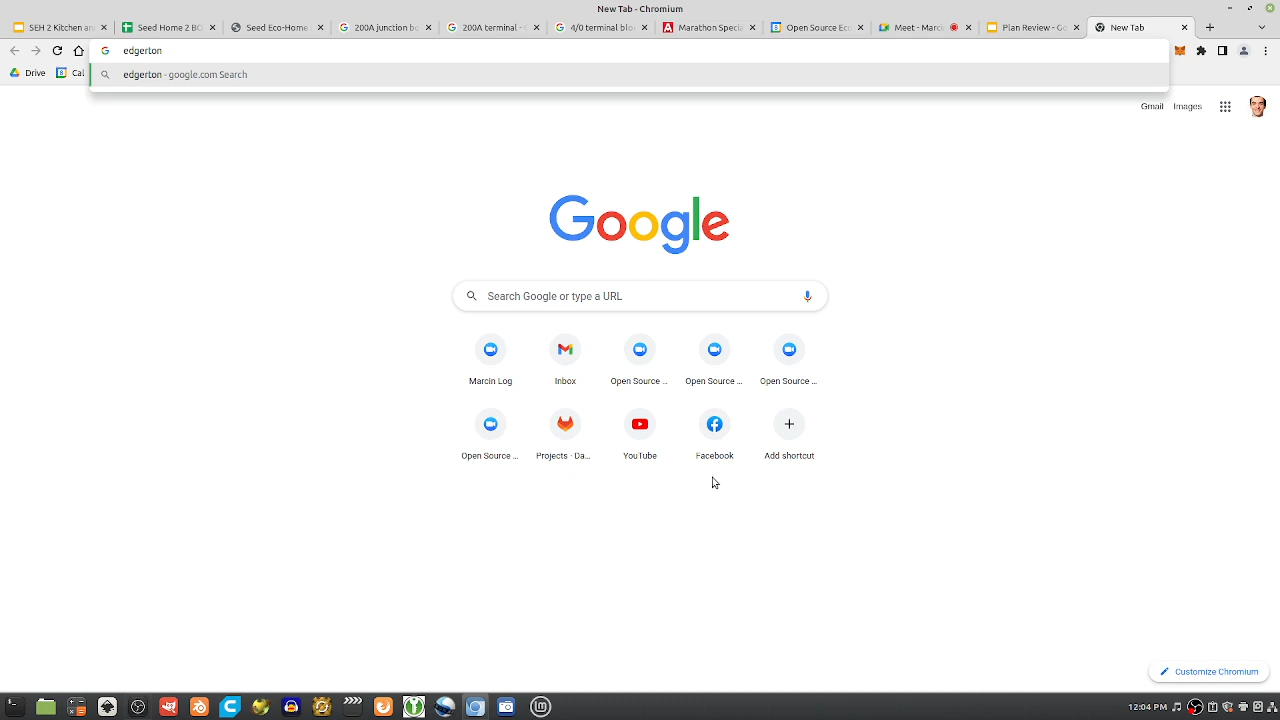 New Tab - Chromium
SEH 2 Kitchen an
Seed Home 2 BO
Seed Eco-Home
200A junction bo
200A terminal -
4/0 terminal blo
Marathon Specia
Open Source Eco
Meet - Marci
Plan Review - Go
New Tab
edgerton
Drive
Cal
edgerton - google.com Search
Gmail
Images
Google
Search Google or type a URL
Marcin Log
Inbox
Open Source ...
Open Source ...
Open Source ...
Open Source ...
Projects · Da...
YouTube
Facebook
Add shortcut
Customize Chromium
12:04 PM